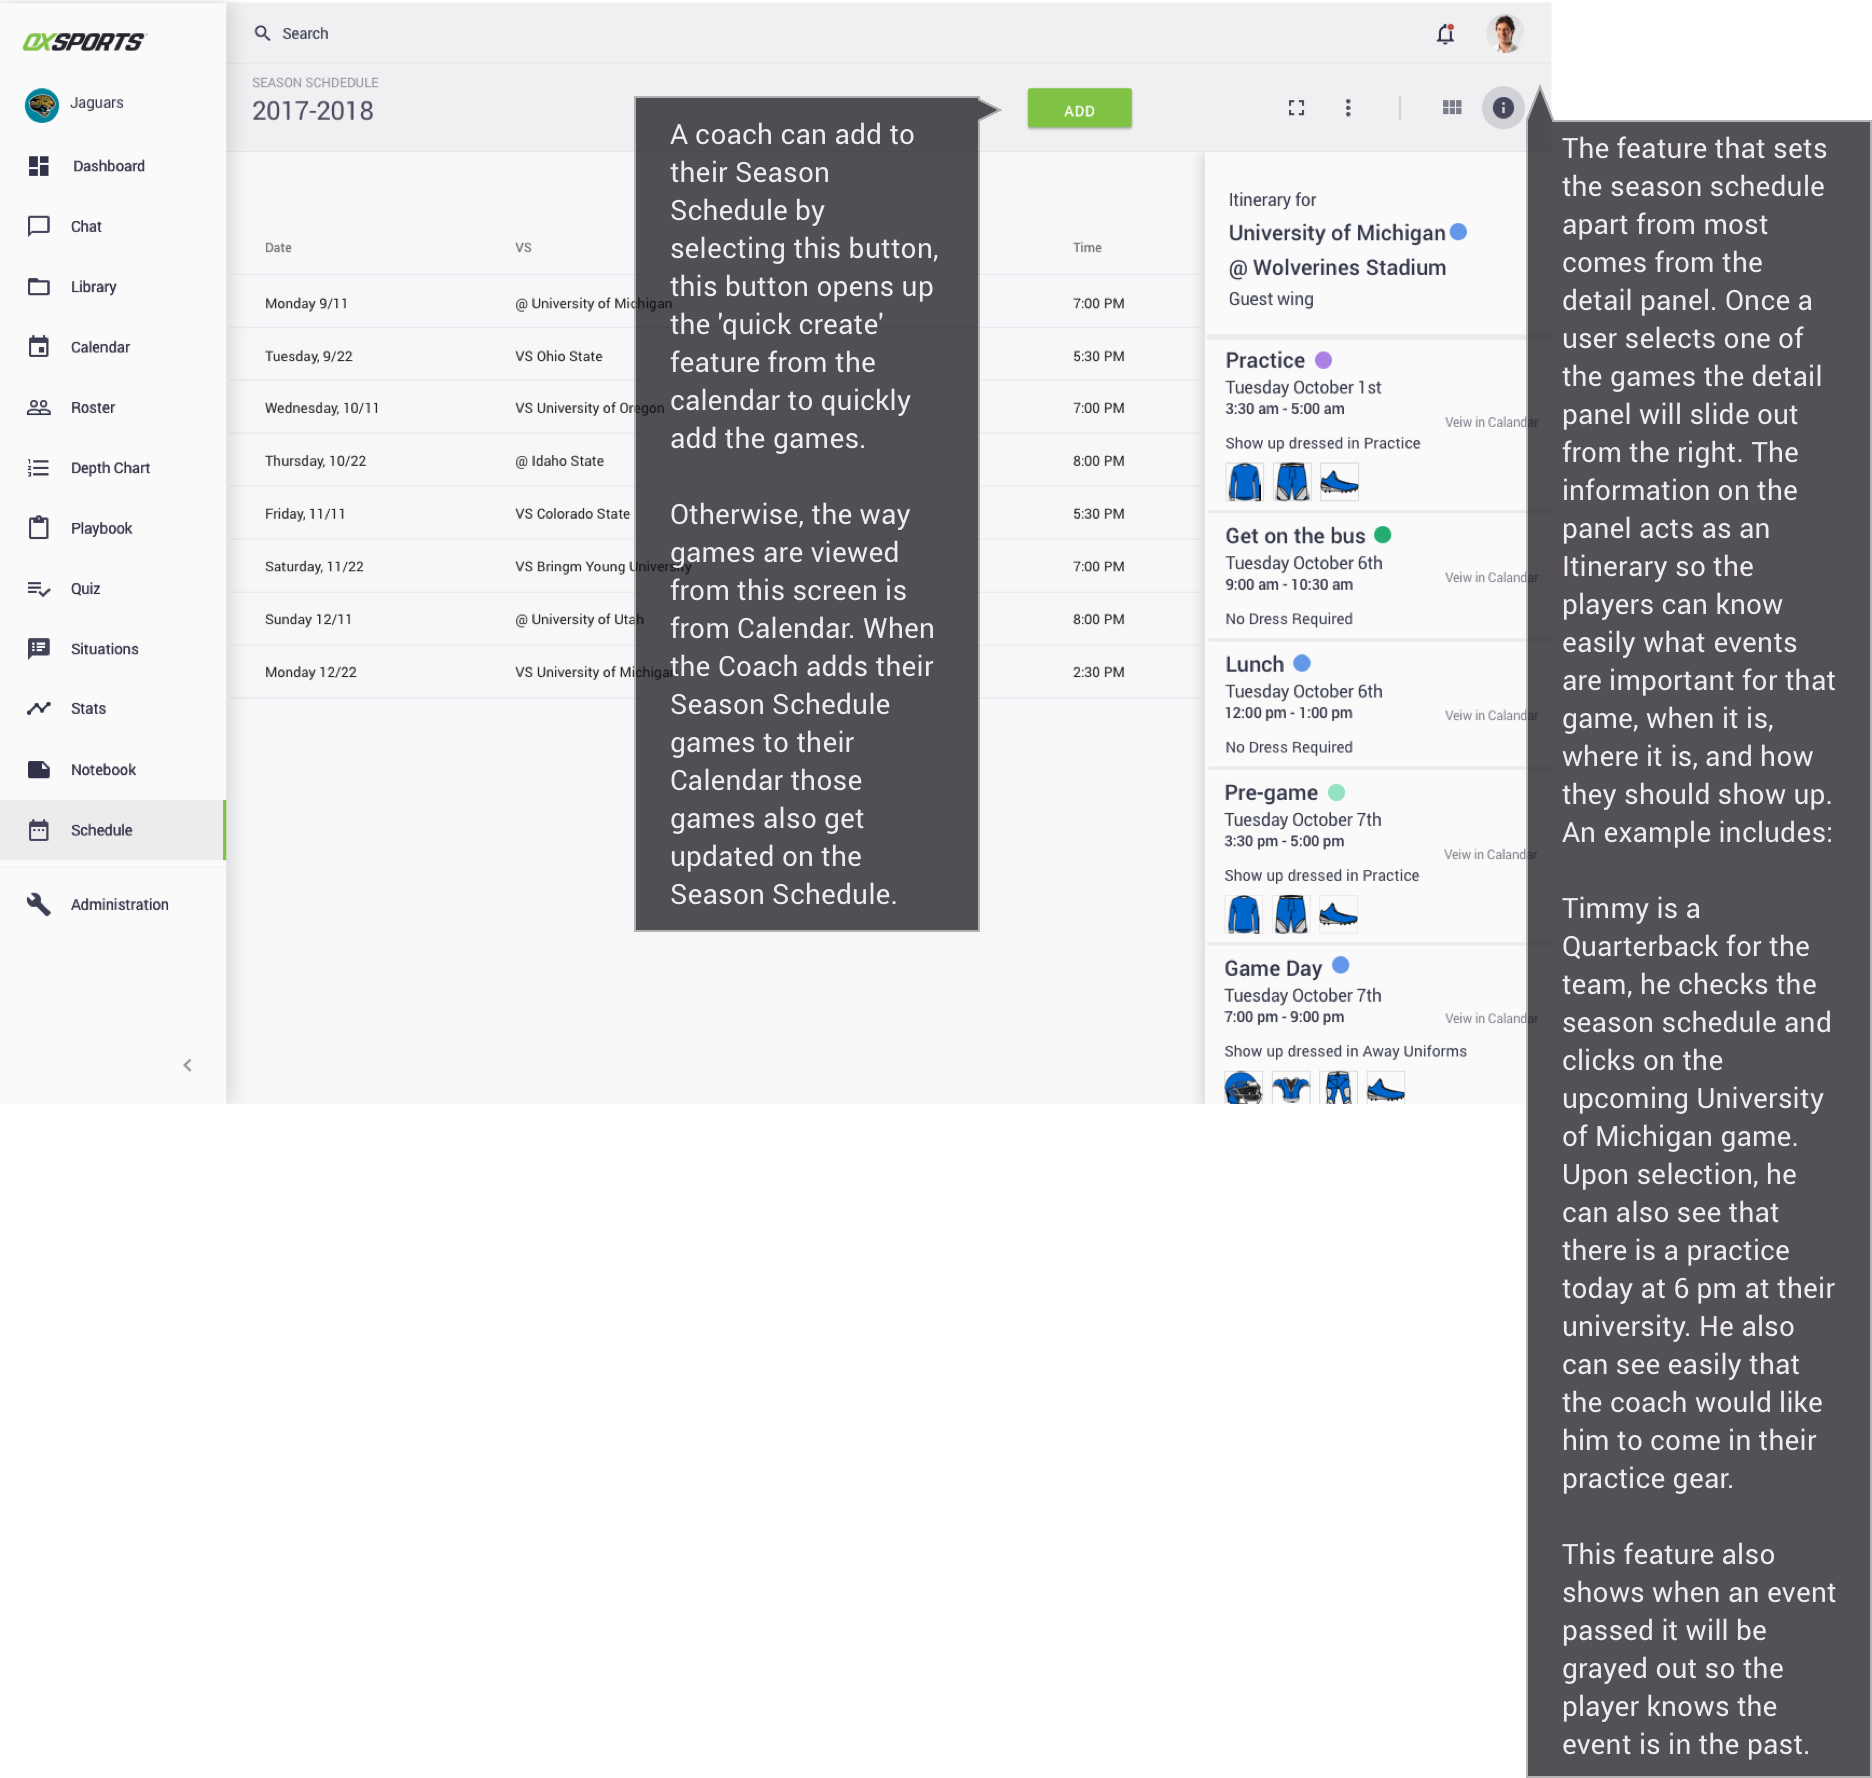 OXSPORTS
Jaguars
Dashboard
Chat
Library
Calendar
Roster
Depth Chart
Playbook
Quiz
Situations
Stats
Notebook
Schedule
Administration
Search
SEASON SCHDEDULE
2017-2018
ADD
Date VS Time
Monday 9/11 @ University of Michigan 7:00 PM
Tuesday, 9/22 VS Ohio State 5:30 PM
Wednesday, 10/11 VS University of Oregon 7:00 PM
Thursday, 10/22 @ Idaho State 8:00 PM
Friday, 11/11 VS Colorado State 5:30 PM
Saturday, 11/22 VS Bringm Young University 7:00 PM
Sunday 12/11 @ University of Utah 8:00 PM
Monday 12/22 VS University of Michigan 2:30 PM
A coach can add to
their Season
Schedule by
selecting this button,
this button opens up
the 'quick create'
feature from the
calendar to quickly
add the games.
Otherwise, the way
games are viewed
from this screen is
from Calendar. When
the Coach adds their
Season Schedule
games to their
Calendar those
games also get
updated on the
Season Schedule.
Itinerary for
University of Michigan
@ Wolverines Stadium
Guest wing
Practice
Tuesday October 1st
3:30 am - 5:00 am
Veiw in Calandar
Show up dressed in Practice
Get on the bus
Tuesday October 6th
9:00 am - 10:30 am
Veiw in Calandar
No Dress Required
Lunch
Tuesday October 6th
12:00 pm - 1:00 pm
Veiw in Calandar
No Dress Required
Pre-game
Tuesday October 7th
3:30 pm - 5:00 pm
Veiw in Calandar
Show up dressed in Practice
Game Day
Tuesday October 7th
7:00 pm - 9:00 pm
Veiw in Calandar
Show up dressed in Away Uniforms
The feature that sets
the season schedule
apart from most
comes from the
detail panel. Once a
user selects one of
the games the detail
panel will slide out
from the right. The
information on the
panel acts as an
Itinerary so the
players can know
easily what events
are important for that
game, when it is,
where it is, and how
they should show up.
An example includes:
Timmy is a
Quarterback for the
team, he checks the
season schedule and
clicks on the
upcoming University
of Michigan game.
Upon selection, he
can also see that
there is a practice
today at 6 pm at their
university. He also
can see easily that
the coach would like
him to come in their
practice gear.
This feature also
shows when an event
passed it will be
grayed out so the
player knows the
event is in the past.